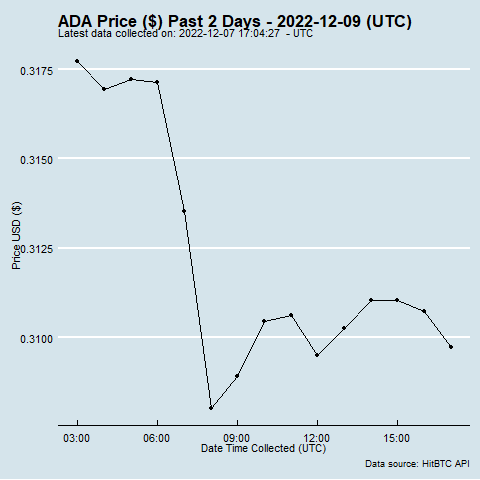 ADA Price ($) Past 2 Days - 2022-12-09 (UTC)
Latest data collected on: 2022-12-07 17:04:27 - UTC
Price USD ($)
0.3175
0.3150
0.3125
0.3100
03:00
06:00
09:00
12:00
15:00
Date Time Collected (UTC)
Data source: HitBTC API